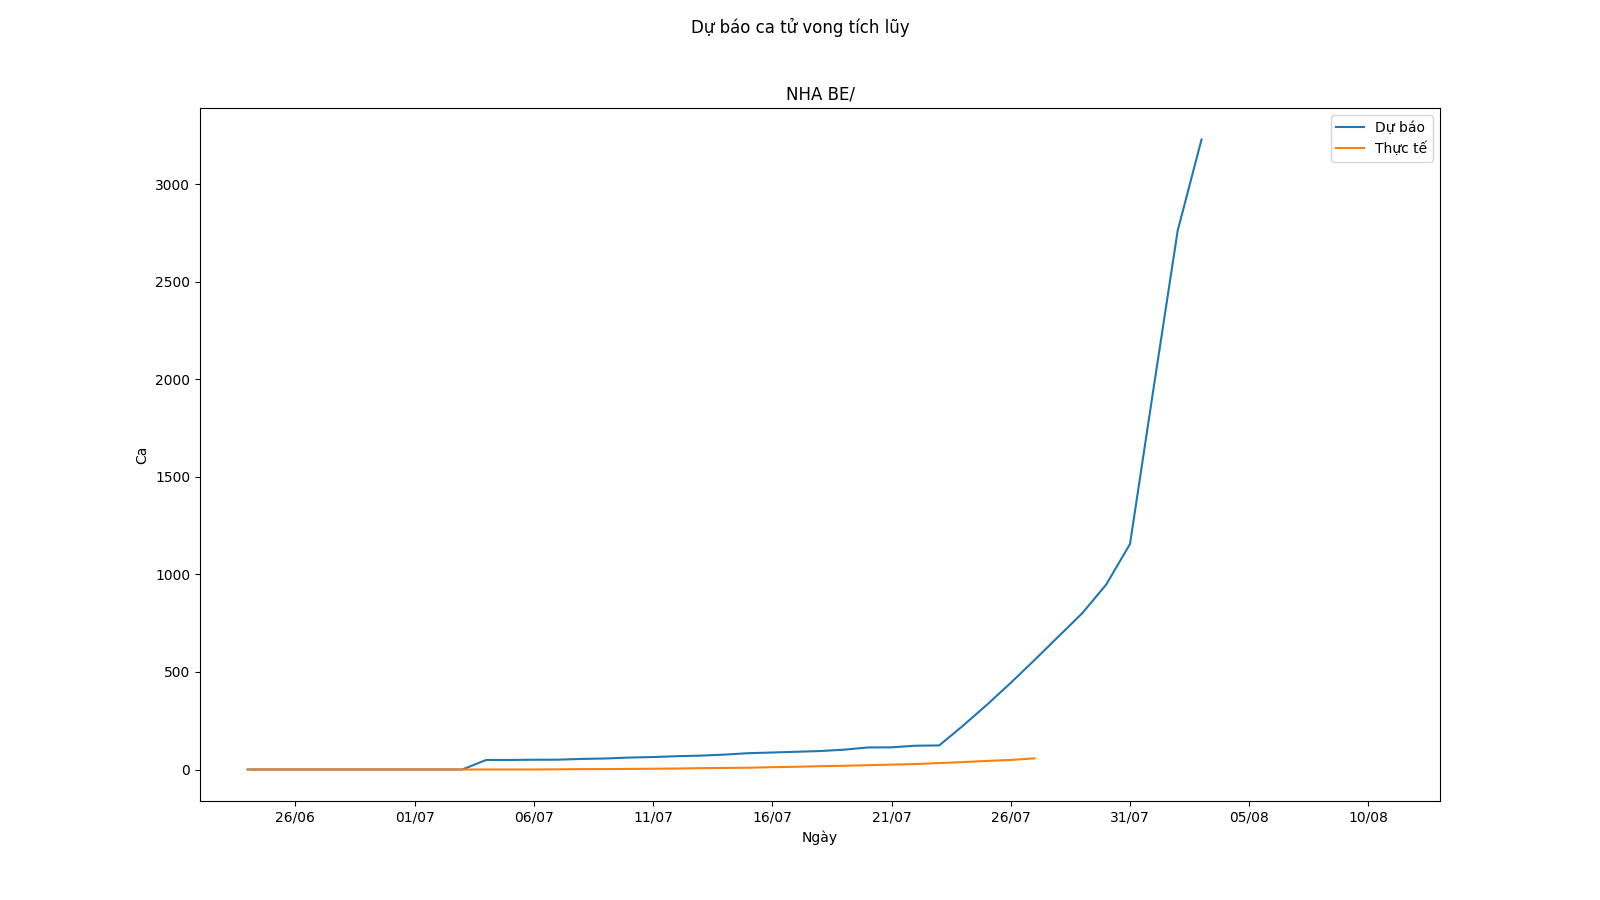 Dự báo ca tử vong tích lũy
NHA BE/
Dự báo
Thực tế
3000
2500
2000
1500
1000
500
0
Ca
26/06 01/07 06/07 11/07 16/07 21/07 26/07 31/07 05/08 10/08
Ngày